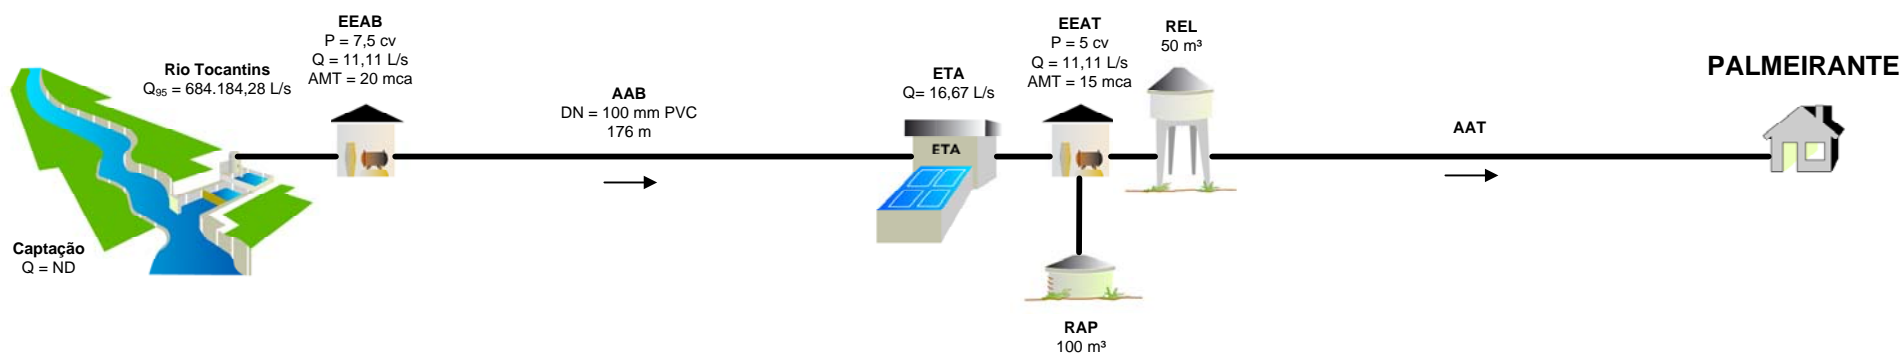 Rio Tocantins
Q₉₅ = 684.184,28 L/s
Captação
Q = ND
EEAB
P = 7,5 cv
Q = 11,11 L/s
AMT = 20 mca
AAB
DN = 100 mm PVC
176 m
ETA
Q= 16,67 L/s
ETA
EEAT
P = 5 cv
Q = 11,11 L/s
AMT = 15 mca
RAP
100 m³
REL
50 m³
AAT
PALMEIRANTE